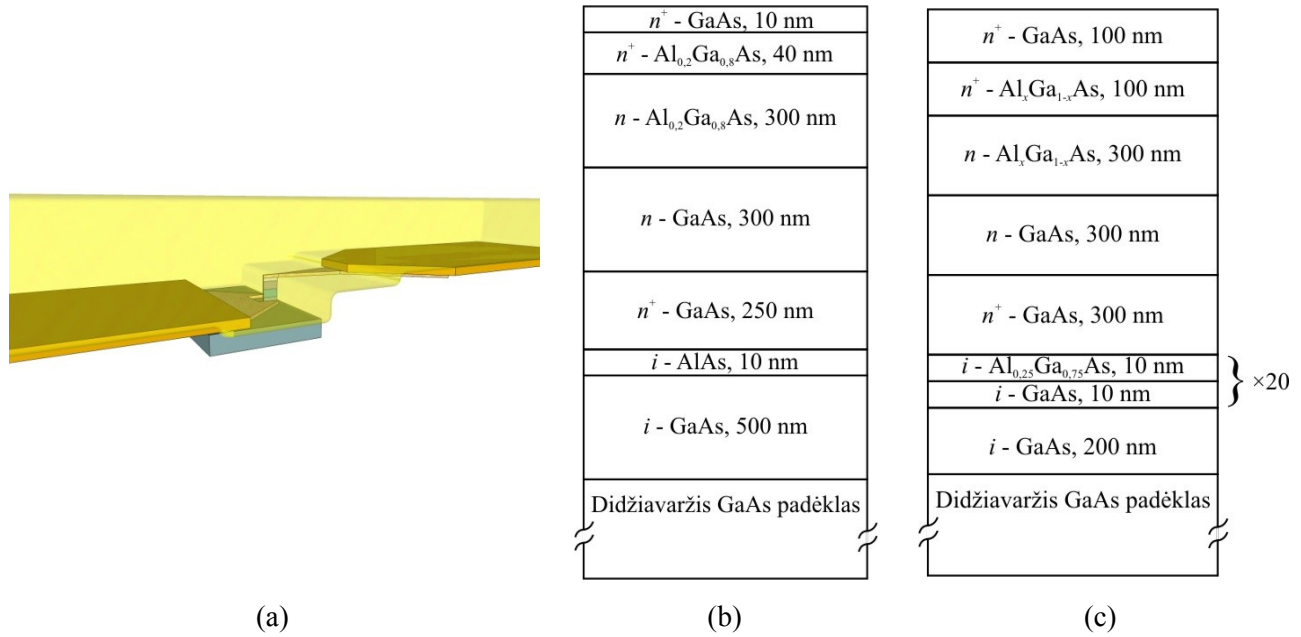 n⁺ - GaAs, 10 nm
n⁺ - Al₀,₂Ga₀,₈As, 40 nm
n - Al₀,₂Ga₀,₈As, 300 nm
n - GaAs, 300 nm
n⁺ - GaAs, 250 nm
i - AlAs, 10 nm
i - GaAs, 500 nm
Didžiavaržis GaAs padėklas
n⁺ - GaAs, 100 nm
n⁺ - AlₓGa₁₋ₓAs, 100 nm
n - AlₓGa₁₋ₓAs, 300 nm
n - GaAs, 300 nm
n⁺ - GaAs, 300 nm
i - Al₀,₂₅Ga₀,₇₅As, 10 nm
i - GaAs, 10 nm
×20
i - GaAs, 200 nm
Didžiavaržis GaAs padėklas
(a)
(b)
(c)